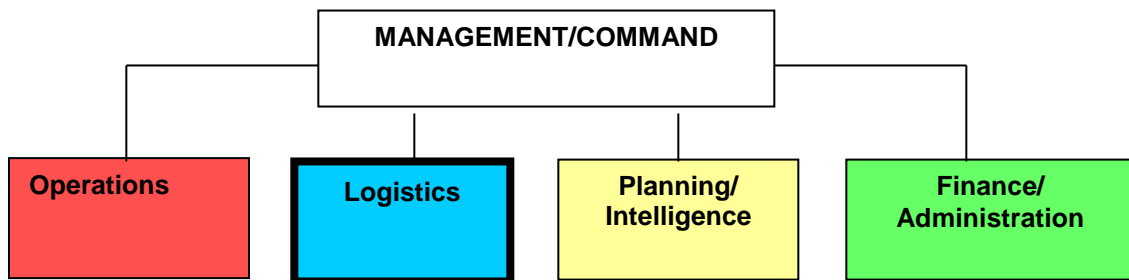 MANAGEMENT/COMMAND
Operations
Logistics
Planning/
Intelligence
Finance/
Administration